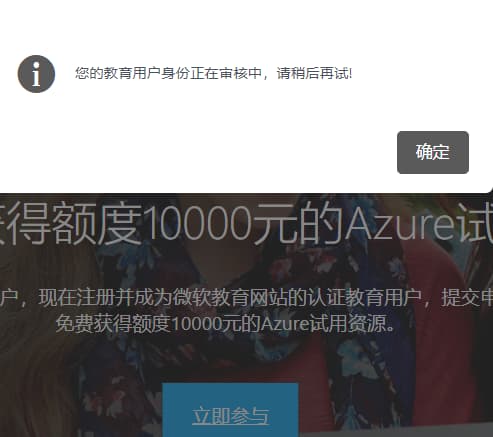 您的教育用户身份正在审核中，请稍后再试!
确定
得额度10000元的Azure试
户，现在注册并成为微软教育网站的认证教育用户，提交申
免费获得额度10000元的Azure试用资源。
立即参与